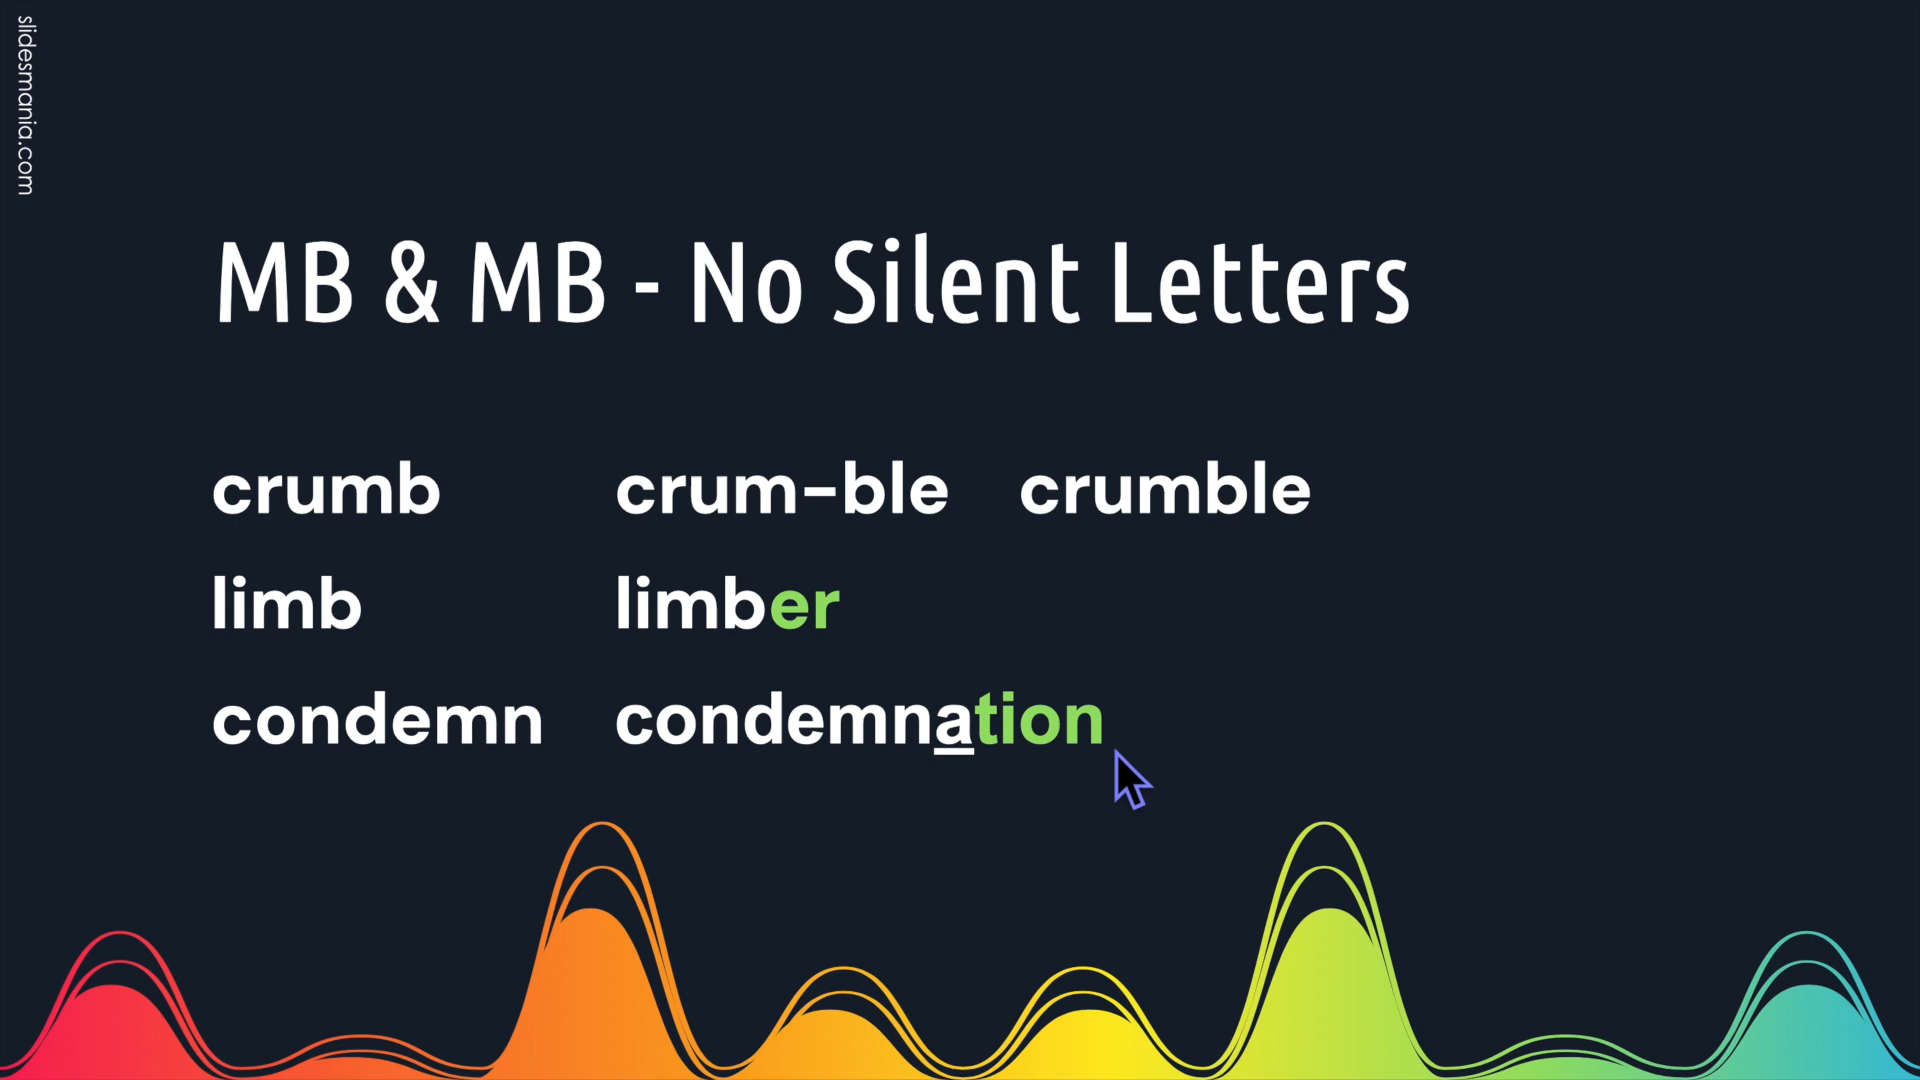 slidesmania.com
MB & MB - No Silent Letters
crumb crum-ble crumble
limb limber
condemn condemnation